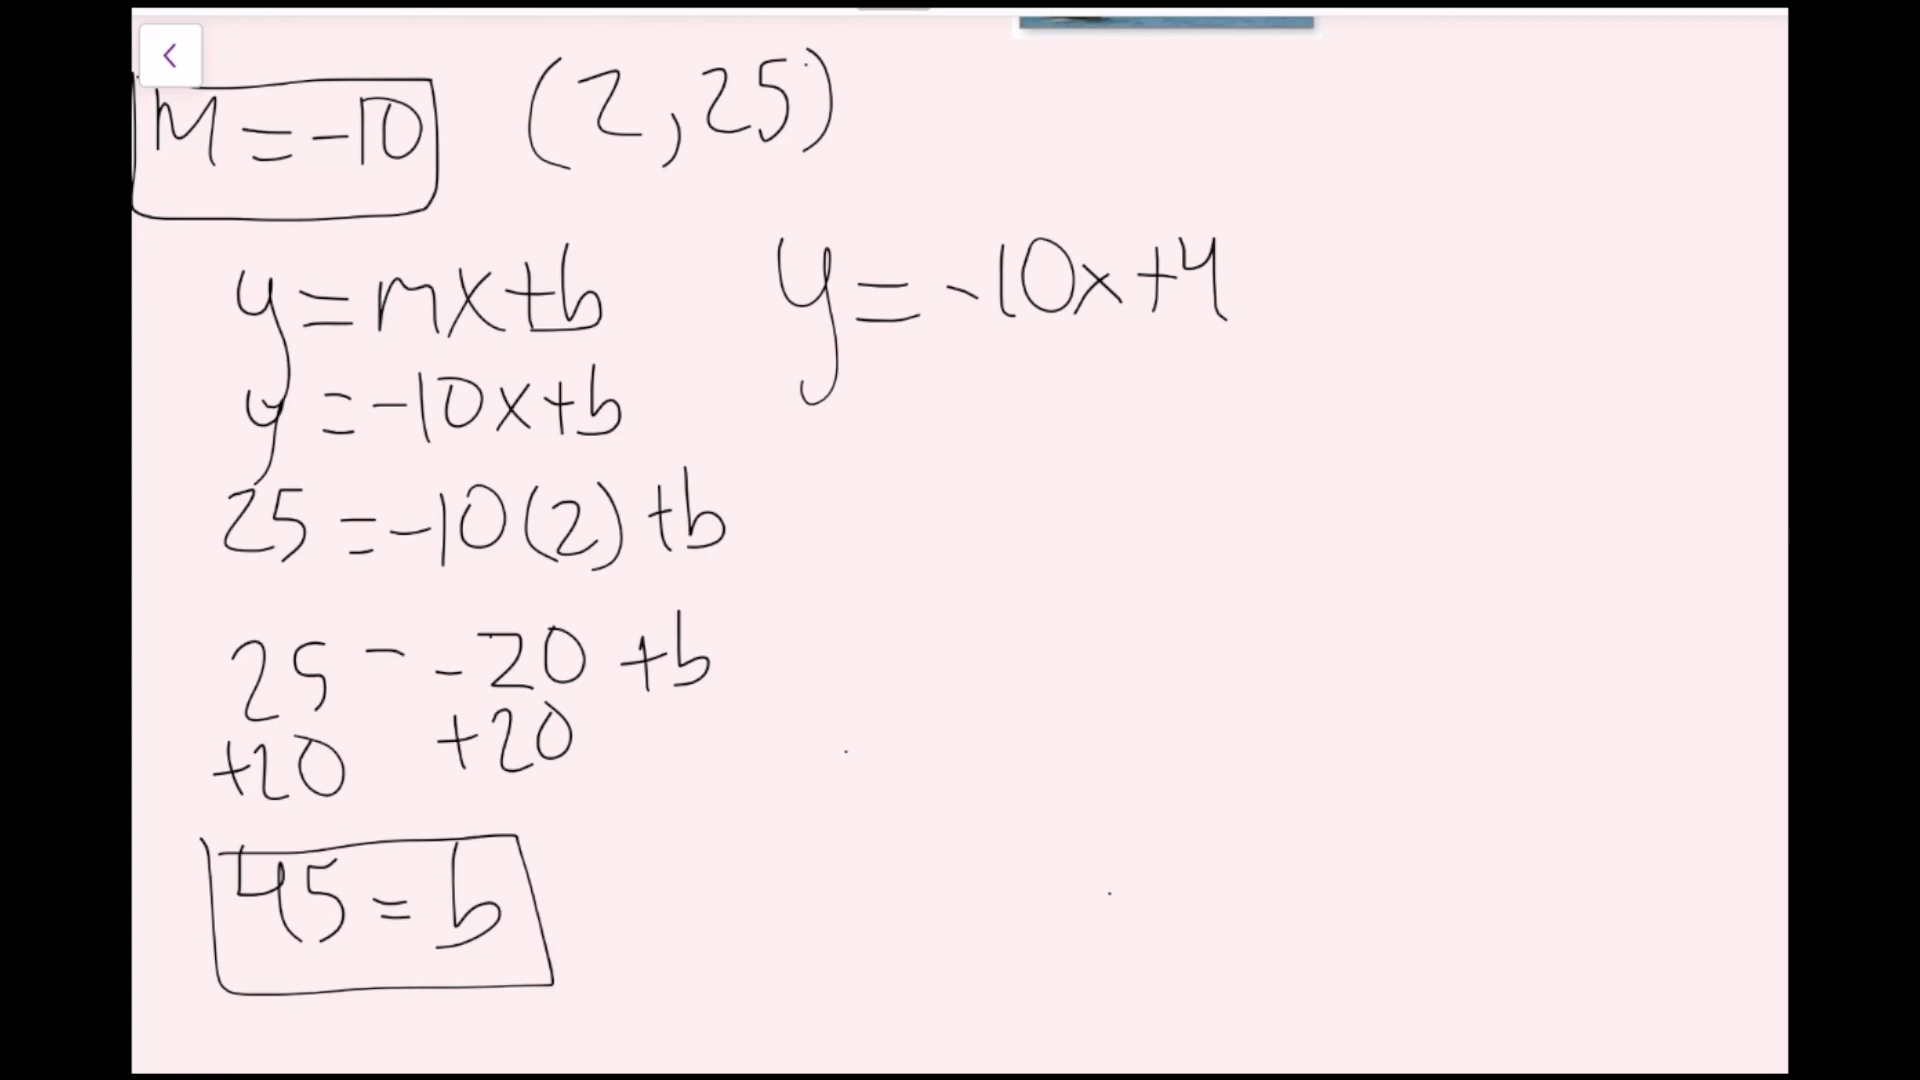 M = -10
(2, 25)
y = mx + b
y = -10x + 4
y = -10x + b
25 = -10(2) + b
25 - -20 + b
+20 +20
45 = b